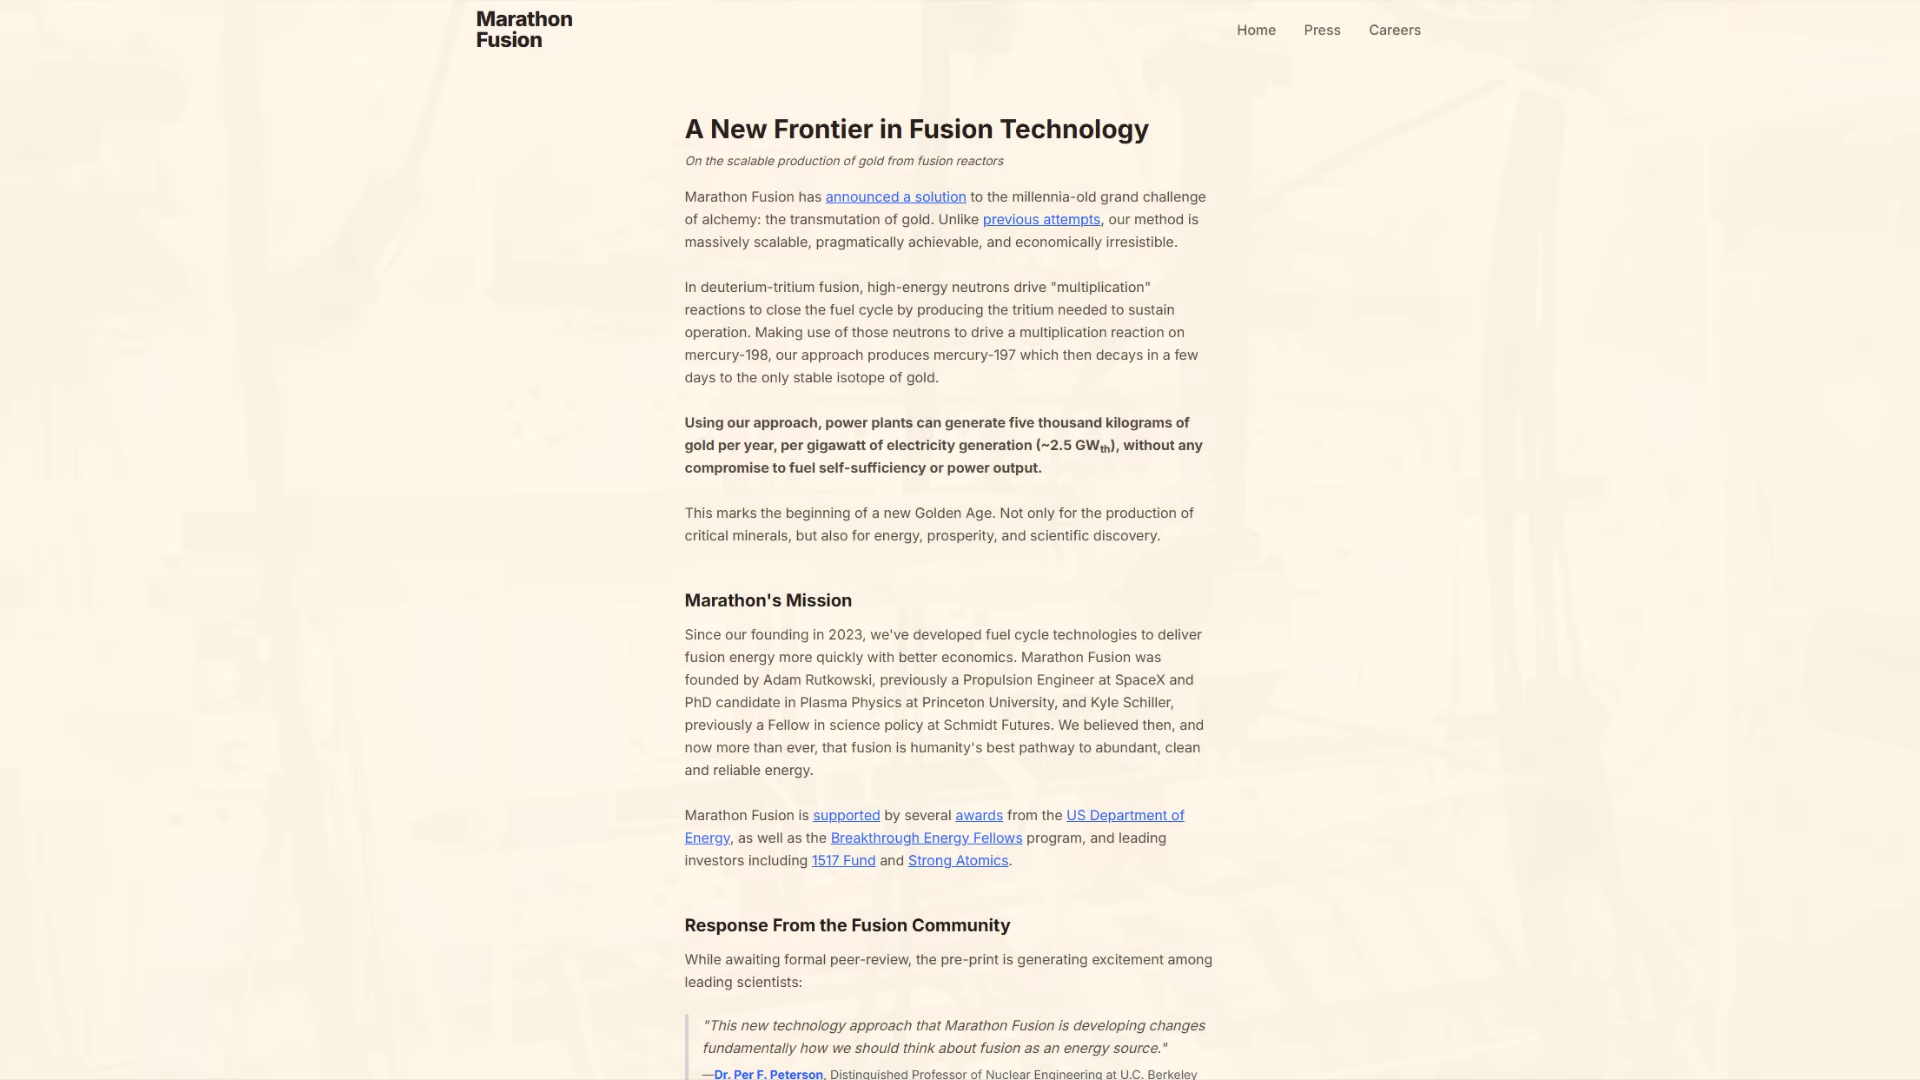 Marathon
Fusion
Home
Press
Careers
A New Frontier in Fusion Technology
On the scalable production of gold from fusion reactors
Marathon Fusion has announced a solution to the millennia-old grand challenge
of alchemy: the transmutation of gold. Unlike previous attempts, our method is
massively scalable, pragmatically achievable, and economically irresistible.
In deuterium-tritium fusion, high-energy neutrons drive "multiplication"
reactions to close the fuel cycle by producing the tritium needed to sustain
operation. Making use of those neutrons to drive a multiplication reaction on
mercury-198, our approach produces mercury-197 which then decays in a few
days to the only stable isotope of gold.
Using our approach, power plants can generate five thousand kilograms of
gold per year, per gigawatt of electricity generation (~2.5 GWth), without any
compromise to fuel self-sufficiency or power output.
This marks the beginning of a new Golden Age. Not only for the production of
critical minerals, but also for energy, prosperity, and scientific discovery.
Marathon's Mission
Since our founding in 2023, we've developed fuel cycle technologies to deliver
fusion energy more quickly with better economics. Marathon Fusion was
founded by Adam Rutkowski, previously a Propulsion Engineer at SpaceX and
PhD candidate in Plasma Physics at Princeton University, and Kyle Schiller,
previously a Fellow in science policy at Schmidt Futures. We believed then, and
now more than ever, that fusion is humanity's best pathway to abundant, clean
and reliable energy.
Marathon Fusion is supported by several awards from the US Department of
Energy, as well as the Breakthrough Energy Fellows program, and leading
investors including 1517 Fund and Strong Atomics.
Response From the Fusion Community
While awaiting formal peer-review, the pre-print is generating excitement among
leading scientists:
"This new technology approach that Marathon Fusion is developing changes
fundamentally how we should think about fusion as an energy source."
—Dr. Per F. Peterson, Distinguished Professor of Nuclear Engineering at U.C. Berkeley